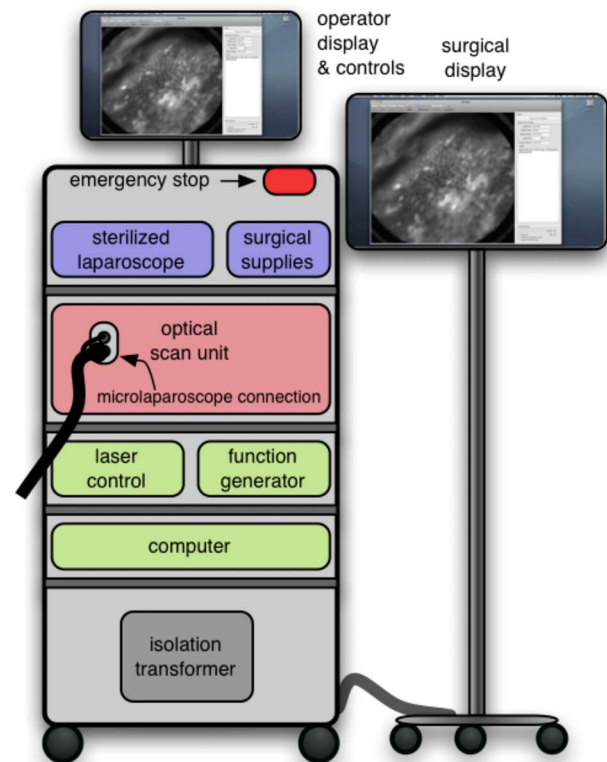 operator
display
& controls
surgical
display
emergency stop
sterilized
laparoscope
surgical
supplies
optical
scan unit
microlaparoscope connection
laser
control
function
generator
computer
isolation
transformer